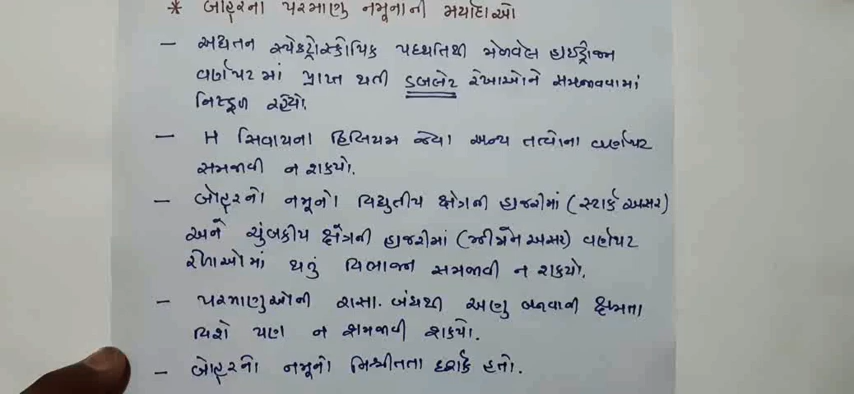 * બોહરના પરમાણુ નમૂનાની મર્યાદાઓ
– અદ્યતન સ્પેક્ટ્રોસ્કોપિક પદ્ધતિથી મેળવેલ હાઈડ્રોજન
વર્ણપટમાં પ્રાપ્ત થતી ડબલેટ રેખાઓને સમજાવવામાં
નિષ્ફળ રહ્યો.
– H સિવાયના હિલિયમ જેવા અન્ય તત્વોના વર્ણપટ
સમજાવી ન શક્યો.
– બોહરનો નમૂનો વિદ્યુતીય ક્ષેત્રની હાજરીમાં (સ્ટાર્ક અસર)
અને ચુંબકીય ક્ષેત્રની હાજરીમાં (ઝીમેન અસર) વર્ણપટ
રેખાઓમાં થતું વિભાજન સમજાવી ન શક્યો.
– પરમાણુઓની રાસા. બંધથી અણુ બનવાની ક્ષમતા
વિશે પણ ન સમજાવી શક્યો.
– બોહરનો નમૂનો નિશ્ચીતતા દર્શક હતો.